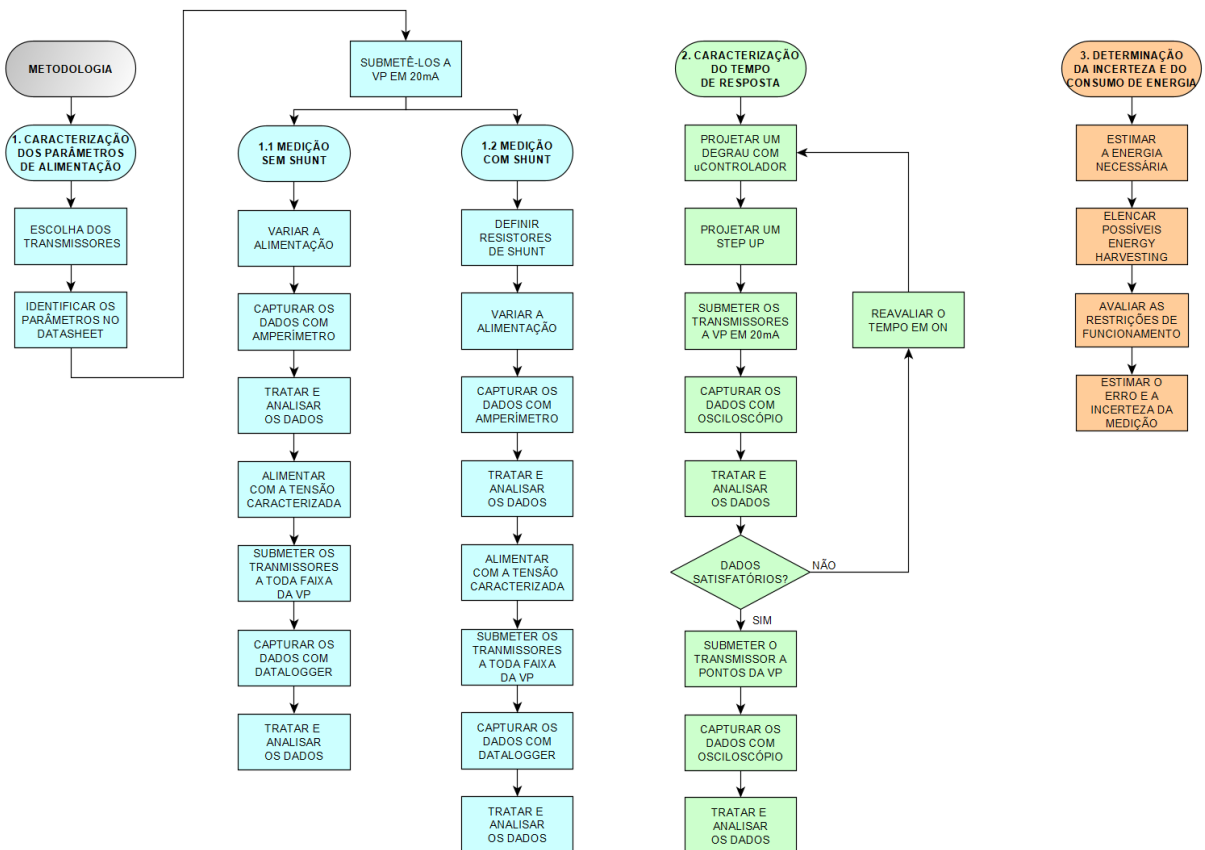 METODOLOGIA
1. CARACTERIZAÇÃO
DOS PARÂMETROS
DE ALIMENTAÇÃO
ESCOLHA DOS
TRANSMISSORES
IDENTIFICAR OS
PARÂMETROS NO
DATASHEET
SUBMETÊ-LOS A
VP EM 20mA
1.1 MEDIÇÃO
SEM SHUNT
VARIAR A
ALIMENTAÇÃO
CAPTURAR OS
DADOS COM
AMPERÍMETRO
TRATAR E
ANALISAR
OS DADOS
ALIMENTAR
COM A TENSÃO
CARACTERIZADA
SUBMETER OS
TRANMISSORES
A TODA FAIXA
DA VP
CAPTURAR OS
DADOS COM
DATALOGGER
TRATAR E
ANALISAR
OS DADOS
1.2 MEDIÇÃO
COM SHUNT
DEFINIR
RESISTORES
DE SHUNT
VARIAR A
ALIMENTAÇÃO
CAPTURAR OS
DADOS COM
AMPERÍMETRO
TRATAR E
ANALISAR
OS DADOS
ALIMENTAR
COM A TENSÃO
CARACTERIZADA
SUBMETER OS
TRANMISSORES
A TODA FAIXA
DA VP
CAPTURAR OS
DADOS COM
DATALOGGER
TRATAR E
ANALISAR
OS DADOS
2. CARACTERIZAÇÃO
DO TEMPO
DE RESPOSTA
PROJETAR UM
DEGRAU COM
uCONTROLADOR
PROJETAR UM
STEP UP
SUBMETER OS
TRANSMISSORES
A VP EM 20mA
CAPTURAR OS
DADOS COM
OSCILOSCÓPIO
TRATAR E
ANALISAR
OS DADOS
DADOS
SATISFATÓRIOS?
NÃO
REAVALIAR O
TEMPO EM ON
SIM
SUBMETER O
TRANSMISSOR A
PONTOS DA VP
CAPTURAR OS
DADOS COM
OSCILOSCÓPIO
TRATAR E
ANALISAR
OS DADOS
3. DETERMINAÇÃO
DA INCERTEZA E DO
CONSUMO DE ENERGIA
ESTIMAR
A ENERGIA
NECESSÁRIA
ELENCAR
POSSÍVEIS
ENERGY
HARVESTING
AVALIAR AS
RESTRIÇÕES DE
FUNCIONAMENTO
ESTIMAR O
ERRO E A
INCERTEZA DA
MEDIÇÃO